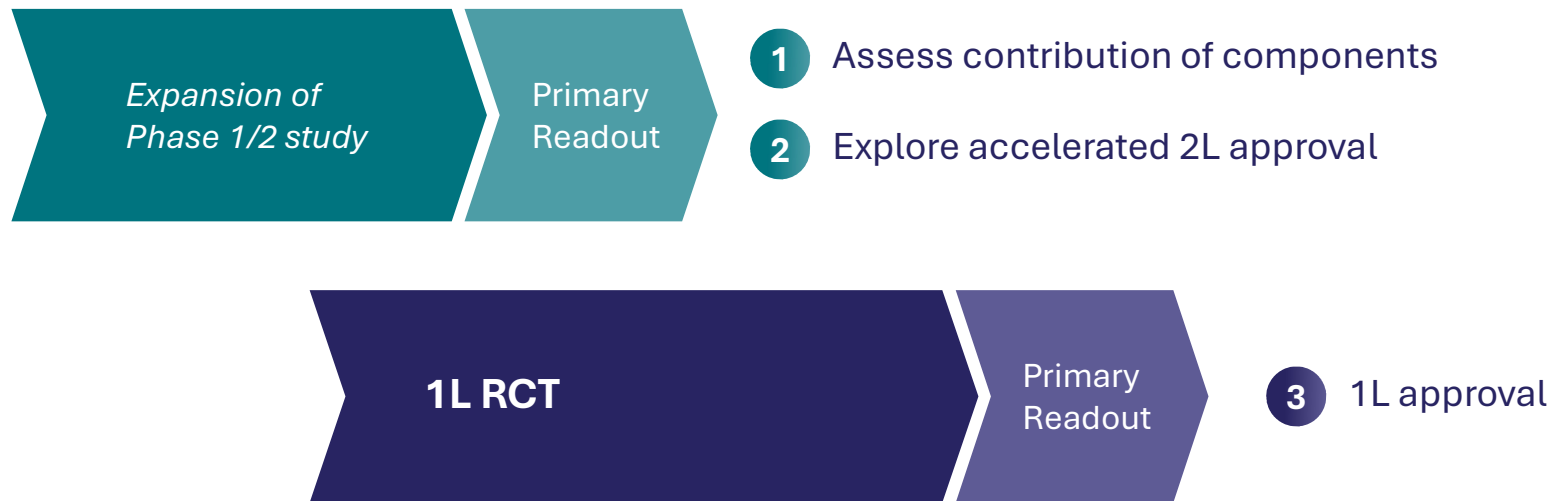 Expansion of
Phase 1/2 study
Primary
Readout
1 Assess contribution of components
2 Explore accelerated 2L approval
1L RCT
Primary
Readout
3 1L approval